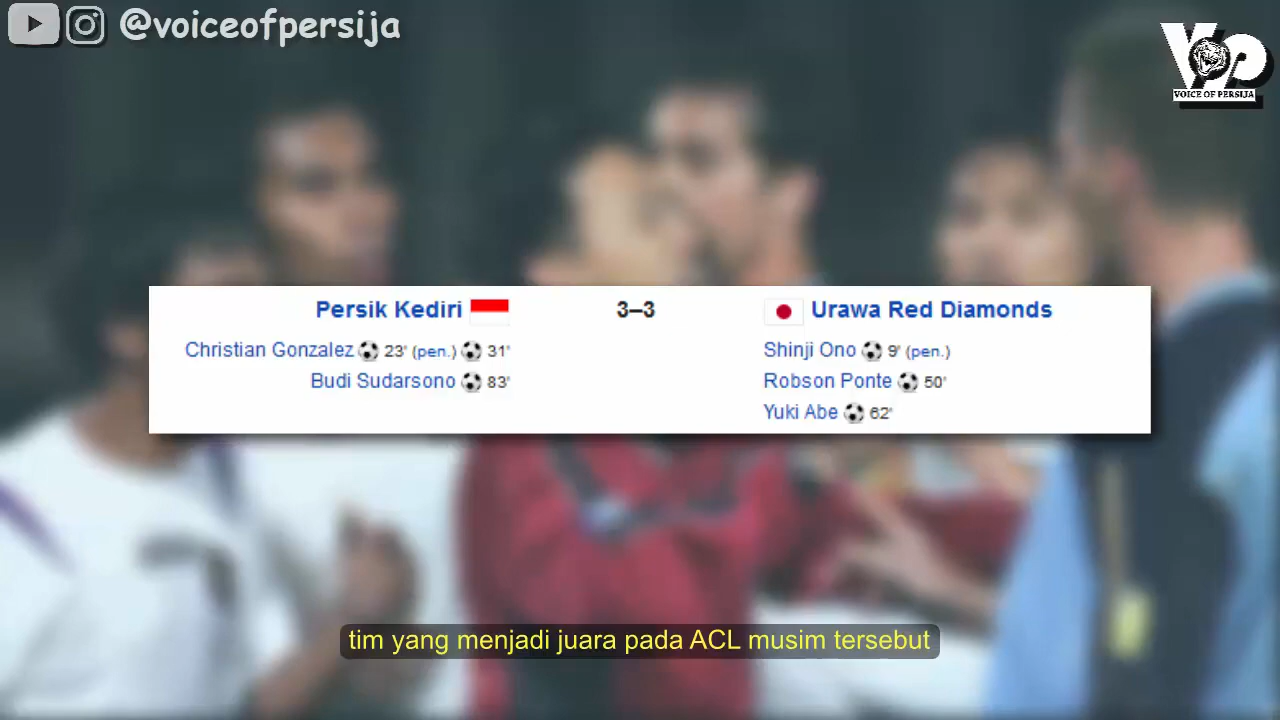 @voiceofpersija
VP
VOICE OF PERSIJA
Persik Kediri 3–3 Urawa Red Diamonds
Christian Gonzalez 23' (pen.) 31' Shinji Ono 9' (pen.)
Budi Sudarsono 83' Robson Ponte 50'
Yuki Abe 62'
tim yang menjadi juara pada ACL musim tersebut